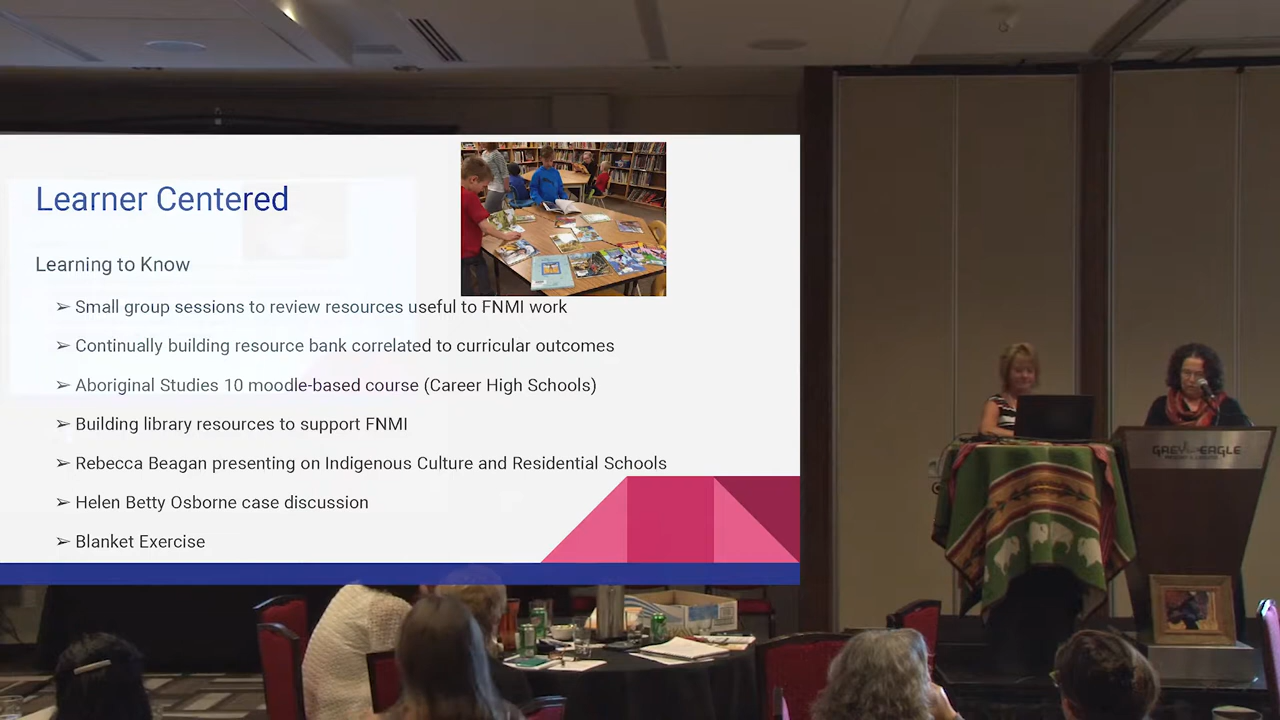 Learner Centered
Learning to Know
➢ Small group sessions to review resources useful to FNMI work
➢ Continually building resource bank correlated to curricular outcomes
➢ Aboriginal Studies 10 moodle-based course (Career High Schools)
➢ Building library resources to support FNMI
➢ Rebecca Beagan presenting on Indigenous Culture and Residential Schools
➢ Helen Betty Osborne case discussion
➢ Blanket Exercise
GREY EAGLE